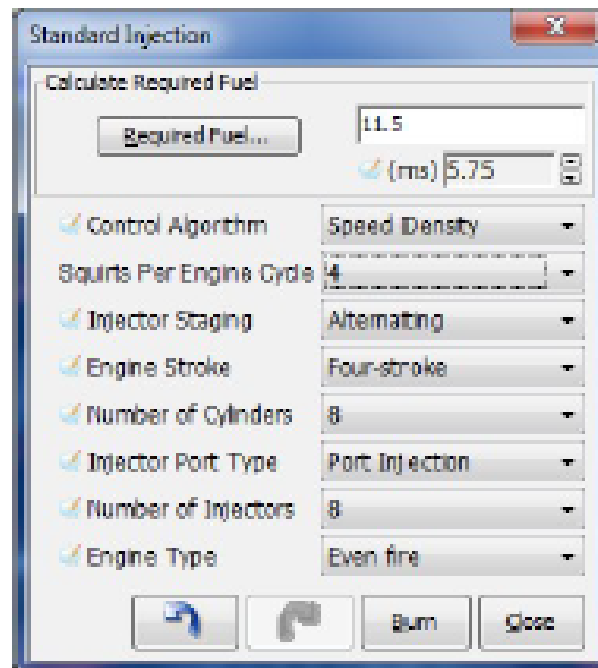 Standard Injection
Calculate Required Fuel
Required Fuel... 11.5
(ms) 5.75
Control Algorithm Speed Density
Squirts Per Engine Cycle 4
Injector Staging Alternating
Engine Stroke Four-stroke
Number of Cylinders 8
Injector Port Type Port Injection
Number of Injectors 8
Engine Type Even fire
Burn Close